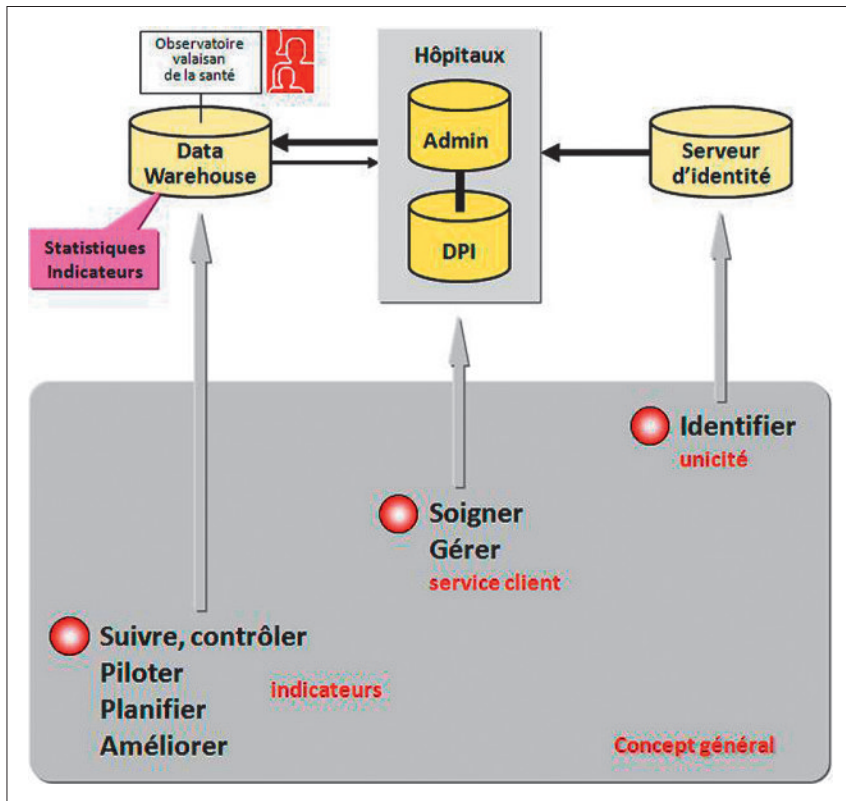 Observatoire
valaisan
de la santé
Hôpitaux
Admin
DPI
Data
Warehouse
Serveur
d'identité
Statistiques
Indicateurs
Identifier
unicité
Soigner
Gérer
service client
Suivre, contrôler
Piloter
Planifier
Améliorer
indicateurs
Concept général